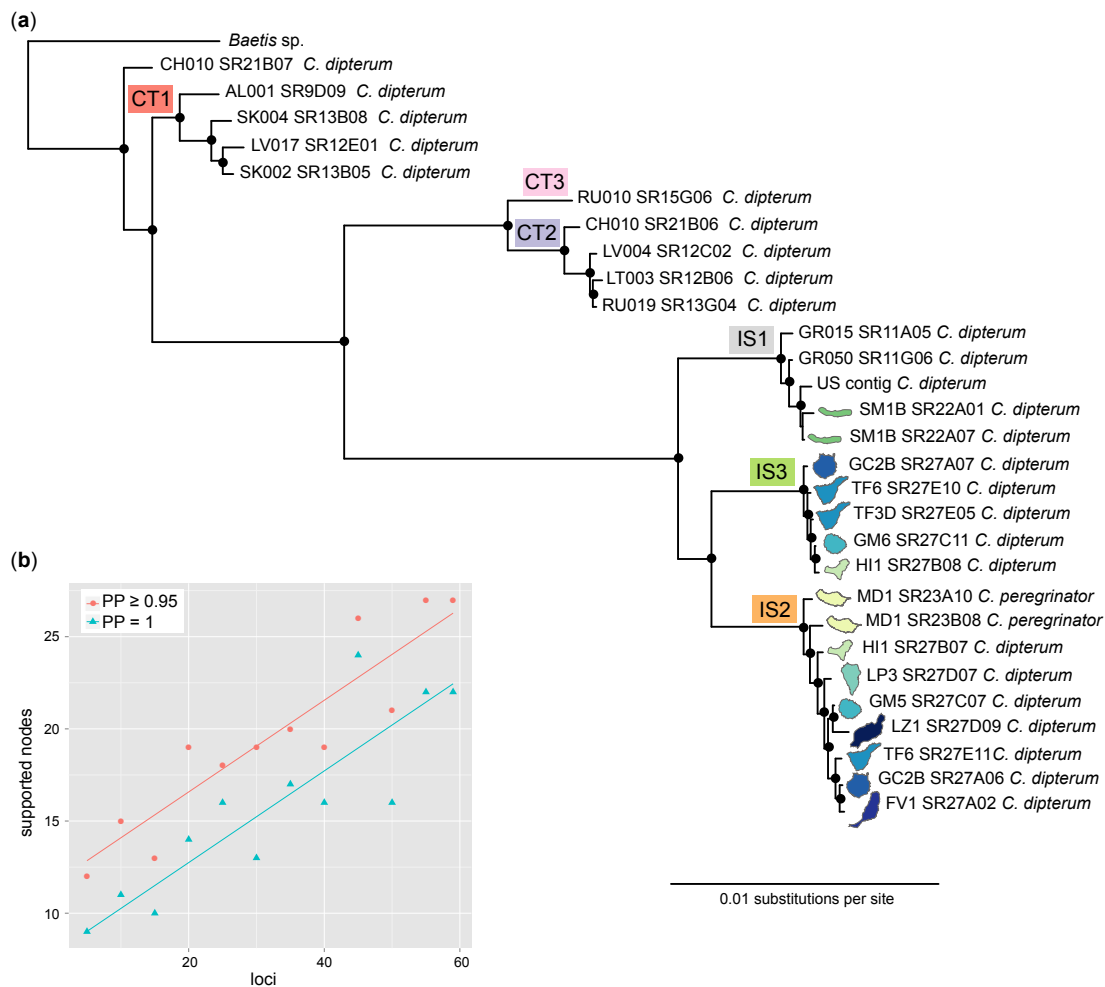 (a)
Baetis sp.
CH010 SR21B07 C. dipterum
CT1
AL001 SR9D09 C. dipterum
SK004 SR13B08 C. dipterum
LV017 SR12E01 C. dipterum
SK002 SR13B05 C. dipterum
CT3
RU010 SR15G06 C. dipterum
CT2
CH010 SR21B06 C. dipterum
LV004 SR12C02 C. dipterum
LT003 SR12B06 C. dipterum
RU019 SR13G04 C. dipterum
IS1
GR015 SR11A05 C. dipterum
GR050 SR11G06 C. dipterum
US contig C. dipterum
SM1B SR22A01 C. dipterum
SM1B SR22A07 C. dipterum
IS3
GC2B SR27A07 C. dipterum
TF6 SR27E10 C. dipterum
TF3D SR27E05 C. dipterum
GM6 SR27C11 C. dipterum
HI1 SR27B08 C. dipterum
IS2
MD1 SR23A10 C. peregrinator
MD1 SR23B08 C. peregrinator
HI1 SR27B07 C. dipterum
LP3 SR27D07 C. dipterum
GM5 SR27C07 C. dipterum
LZ1 SR27D09 C. dipterum
TF6 SR27E11C. dipterum
GC2B SR27A06 C. dipterum
FV1 SR27A02 C. dipterum
0.01 substitutions per site
(b)
PP ≥ 0.95
PP = 1
supported nodes
25
20
15
10
20
40
60
loci